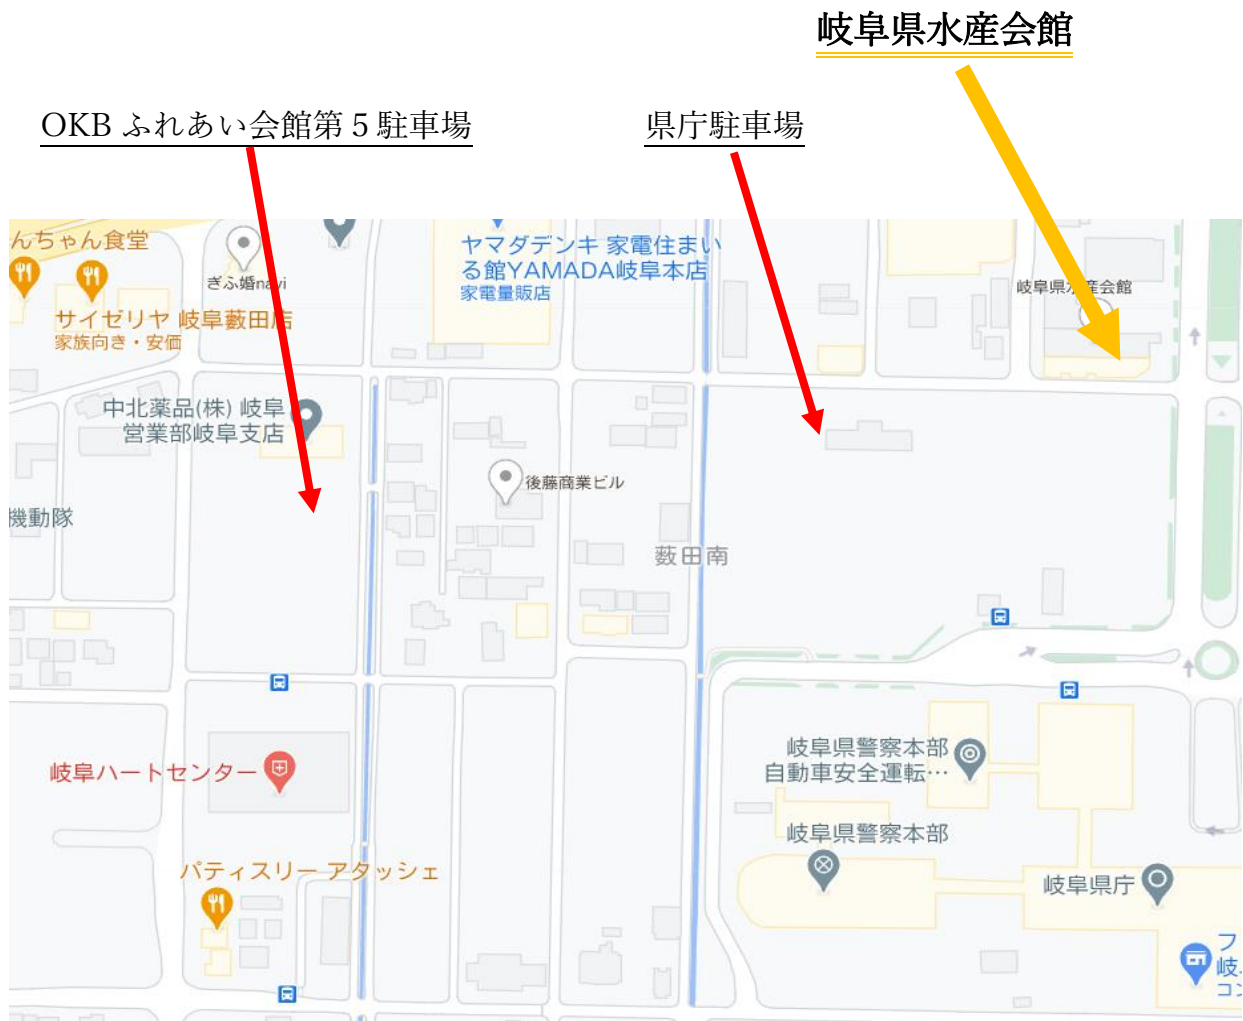 岐阜県水産会館
OKB ふれあい会館第５駐車場
県庁駐車場
んちゃん食堂
ぎふ婚navi
ヤマダデンキ 家電住まい
る館YAMADA岐阜本店
家電量販店
岐阜県水産会館
サイゼリヤ 岐阜藪田店
家族向き・安価
中北薬品(株) 岐阜
営業部岐阜支店
後藤商業ビル
機動隊
薮田南
岐阜県警察本部
自動車安全運転…
岐阜ハートセンター
岐阜県警察本部
パティスリー アタッシェ
岐阜県庁
フ
岐
コン